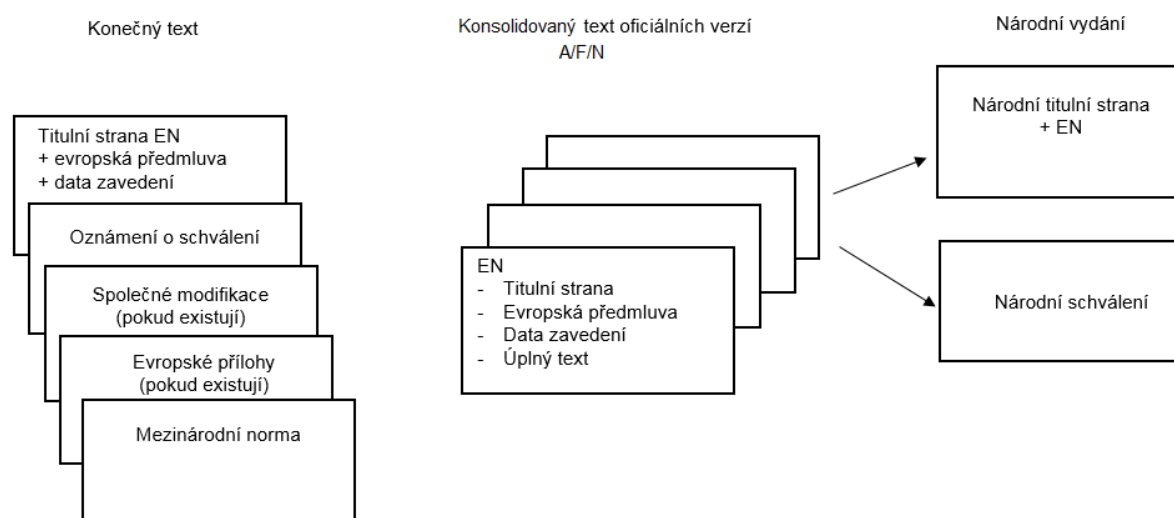 Konečný text
Konsolidovaný text oficiálních verzí
A/F/N
Národní vydání
Titulní strana EN
+ evropská předmluva
+ data zavedení
Oznámení o schválení
Společné modifikace
(pokud existují)
Evropské přílohy
(pokud existují)
Mezinárodní norma
EN
- Titulní strana
- Evropská předmluva
- Data zavedení
- Úplný text
Národní titulní strana
+ EN
Národní schválení